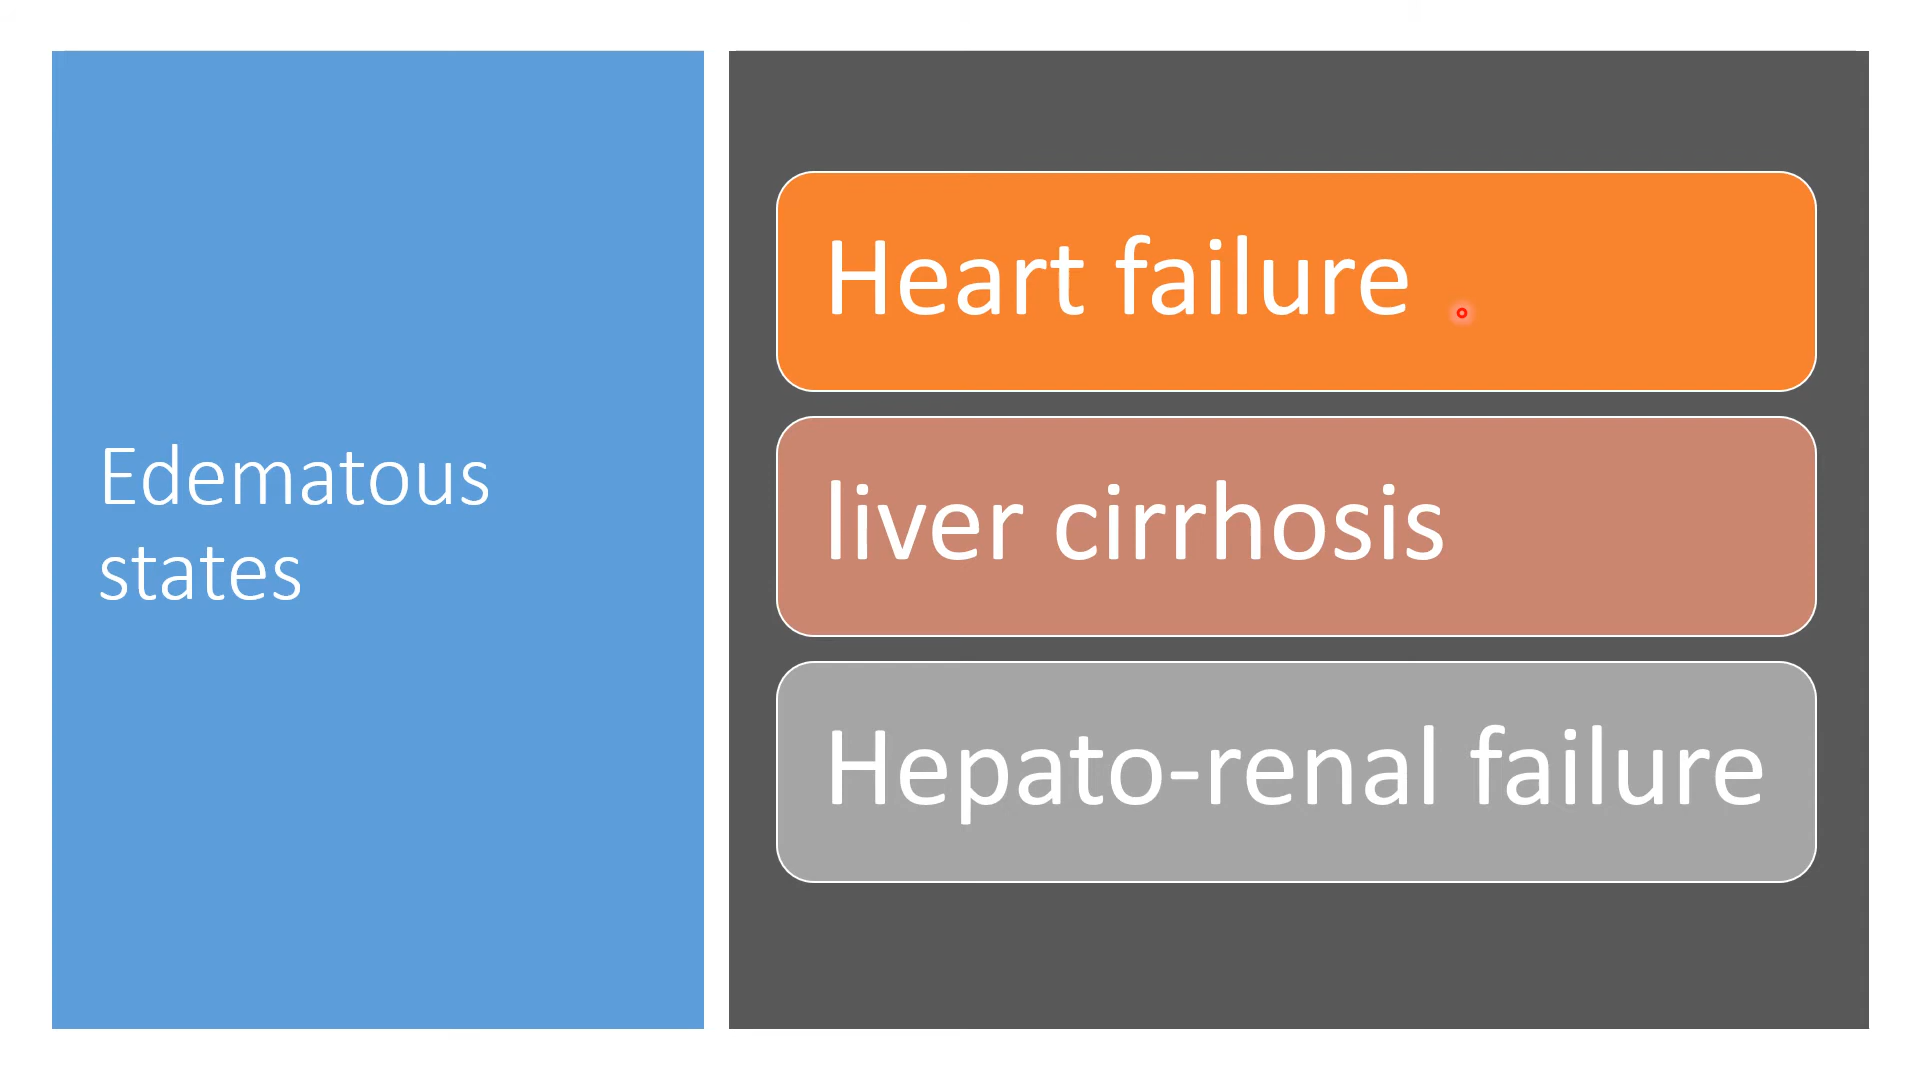 Edematous
states
Heart failure
liver cirrhosis
Hepato-renal failure